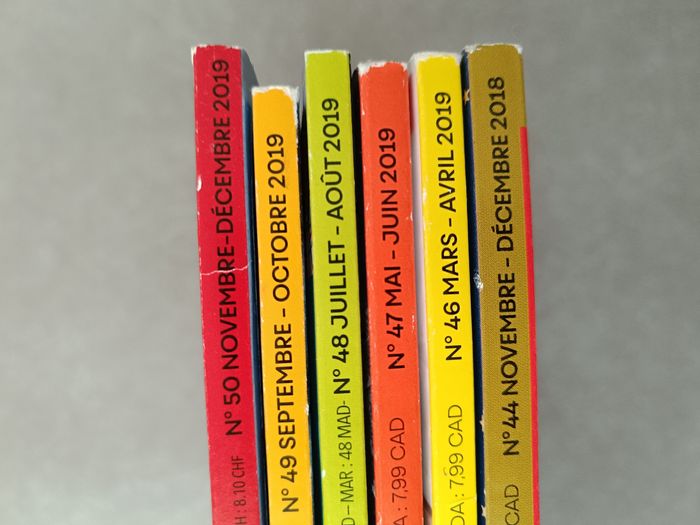 H : 8.10 CHF N° 50 NOVEMBRE-DÉCEMBRE 2019
N° 49 SEPTEMBRE - OCTOBRE 2019
D – MAR : 48 MAD- N° 48 JUILLET - AOÛT 2019
A : 7,99 CAD N° 47 MAI - JUIN 2019
DA : 7,99 CAD N° 46 MARS - AVRIL 2019
CAD N° 44 NOVEMBRE - DÉCEMBRE 2018